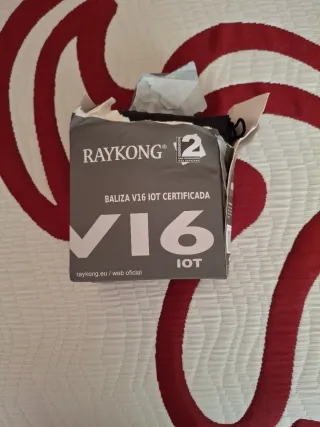 RAYKONG® 2
BALIZA V16 IOT CERTIFICADA
V16
IOT
raykong.eu / web oficial